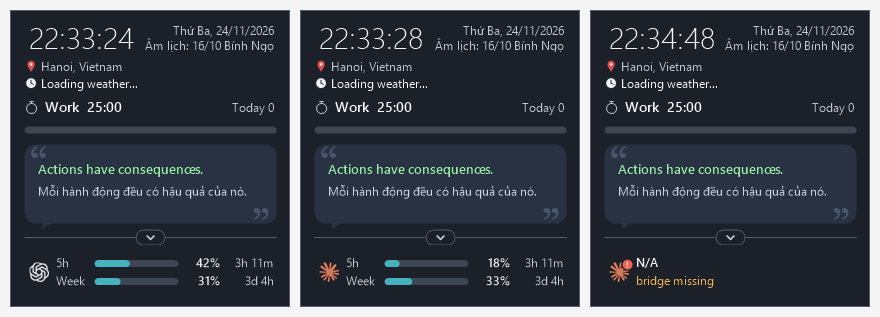 22:33:24
Thứ Ba, 24/11/2026
Âm lịch: 16/10 Bính Ngọ
Hanoi, Vietnam
Loading weather...
Work 25:00 Today 0
“
Actions have consequences.
Mỗi hành động đều có hậu quả của nó.
”
5h 42% 3h 11m
Week 31% 3d 4h
22:33:28
Thứ Ba, 24/11/2026
Âm lịch: 16/10 Bính Ngọ
Hanoi, Vietnam
Loading weather...
Work 25:00 Today 0
“
Actions have consequences.
Mỗi hành động đều có hậu quả của nó.
”
5h 18% 3h 11m
Week 33% 3d 4h
22:34:48
Thứ Ba, 24/11/2026
Âm lịch: 16/10 Bính Ngọ
Hanoi, Vietnam
Loading weather...
Work 25:00 Today 0
“
Actions have consequences.
Mỗi hành động đều có hậu quả của nó.
”
! N/A
bridge missing